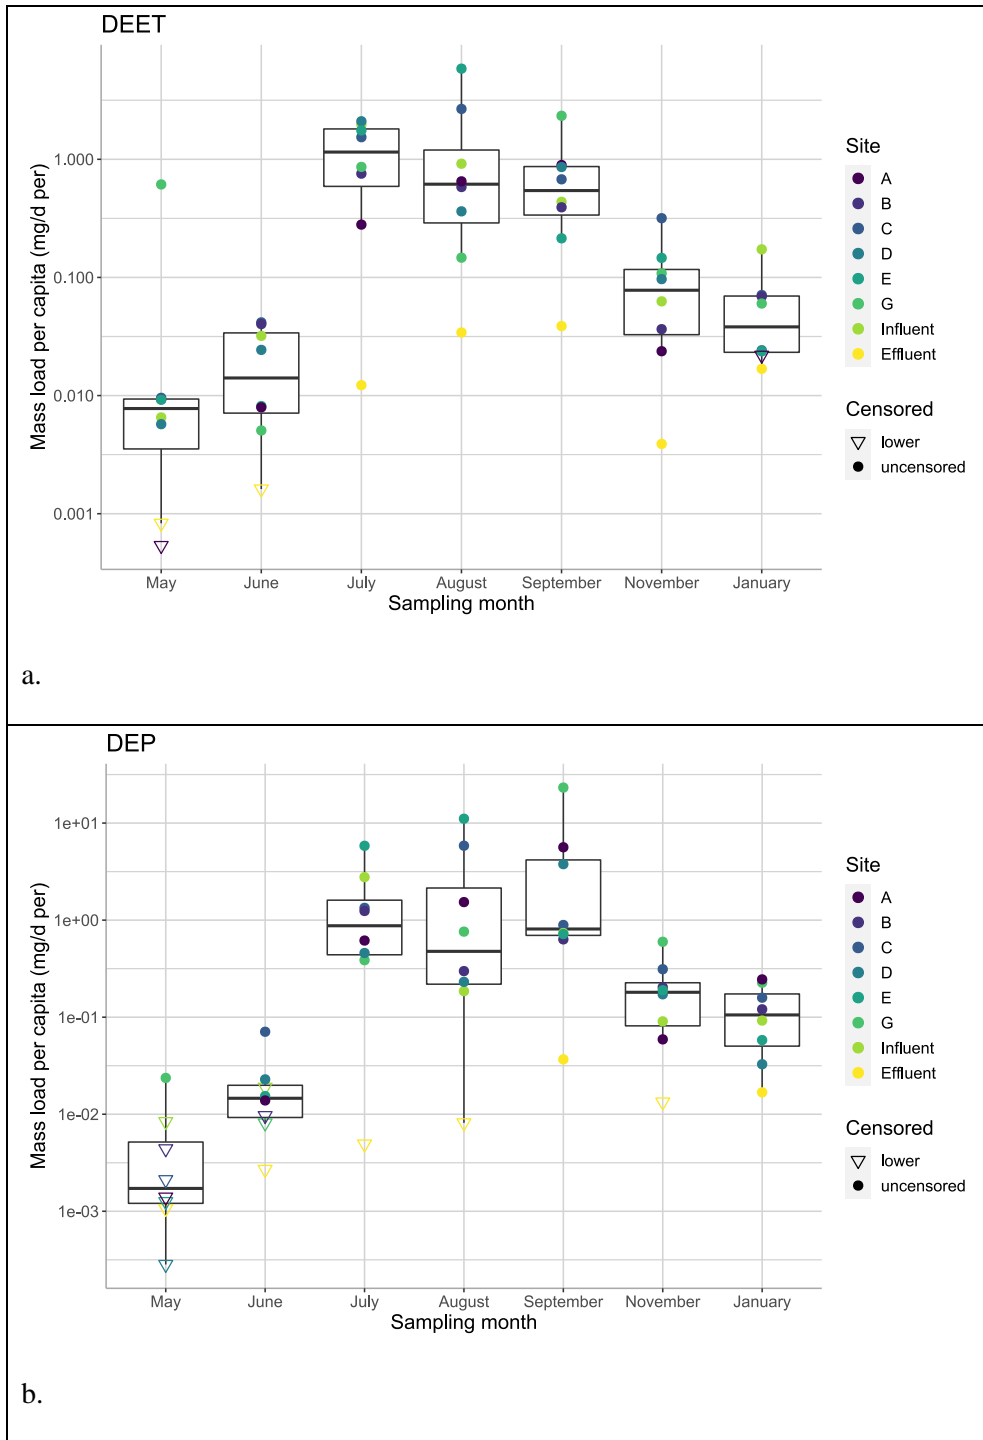 DEET
Mass load per capita (mg/d per)
1.000
0.100
0.010
0.001
May June July August September November January
Sampling month
Site
A
B
C
D
E
G
Influent
Effluent
Censored
lower
uncensored
a.
DEP
Mass load per capita (mg/d per)
1e+01
1e+00
1e-01
1e-02
1e-03
May June July August September November January
Sampling month
Site
A
B
C
D
E
G
Influent
Effluent
Censored
lower
uncensored
b.